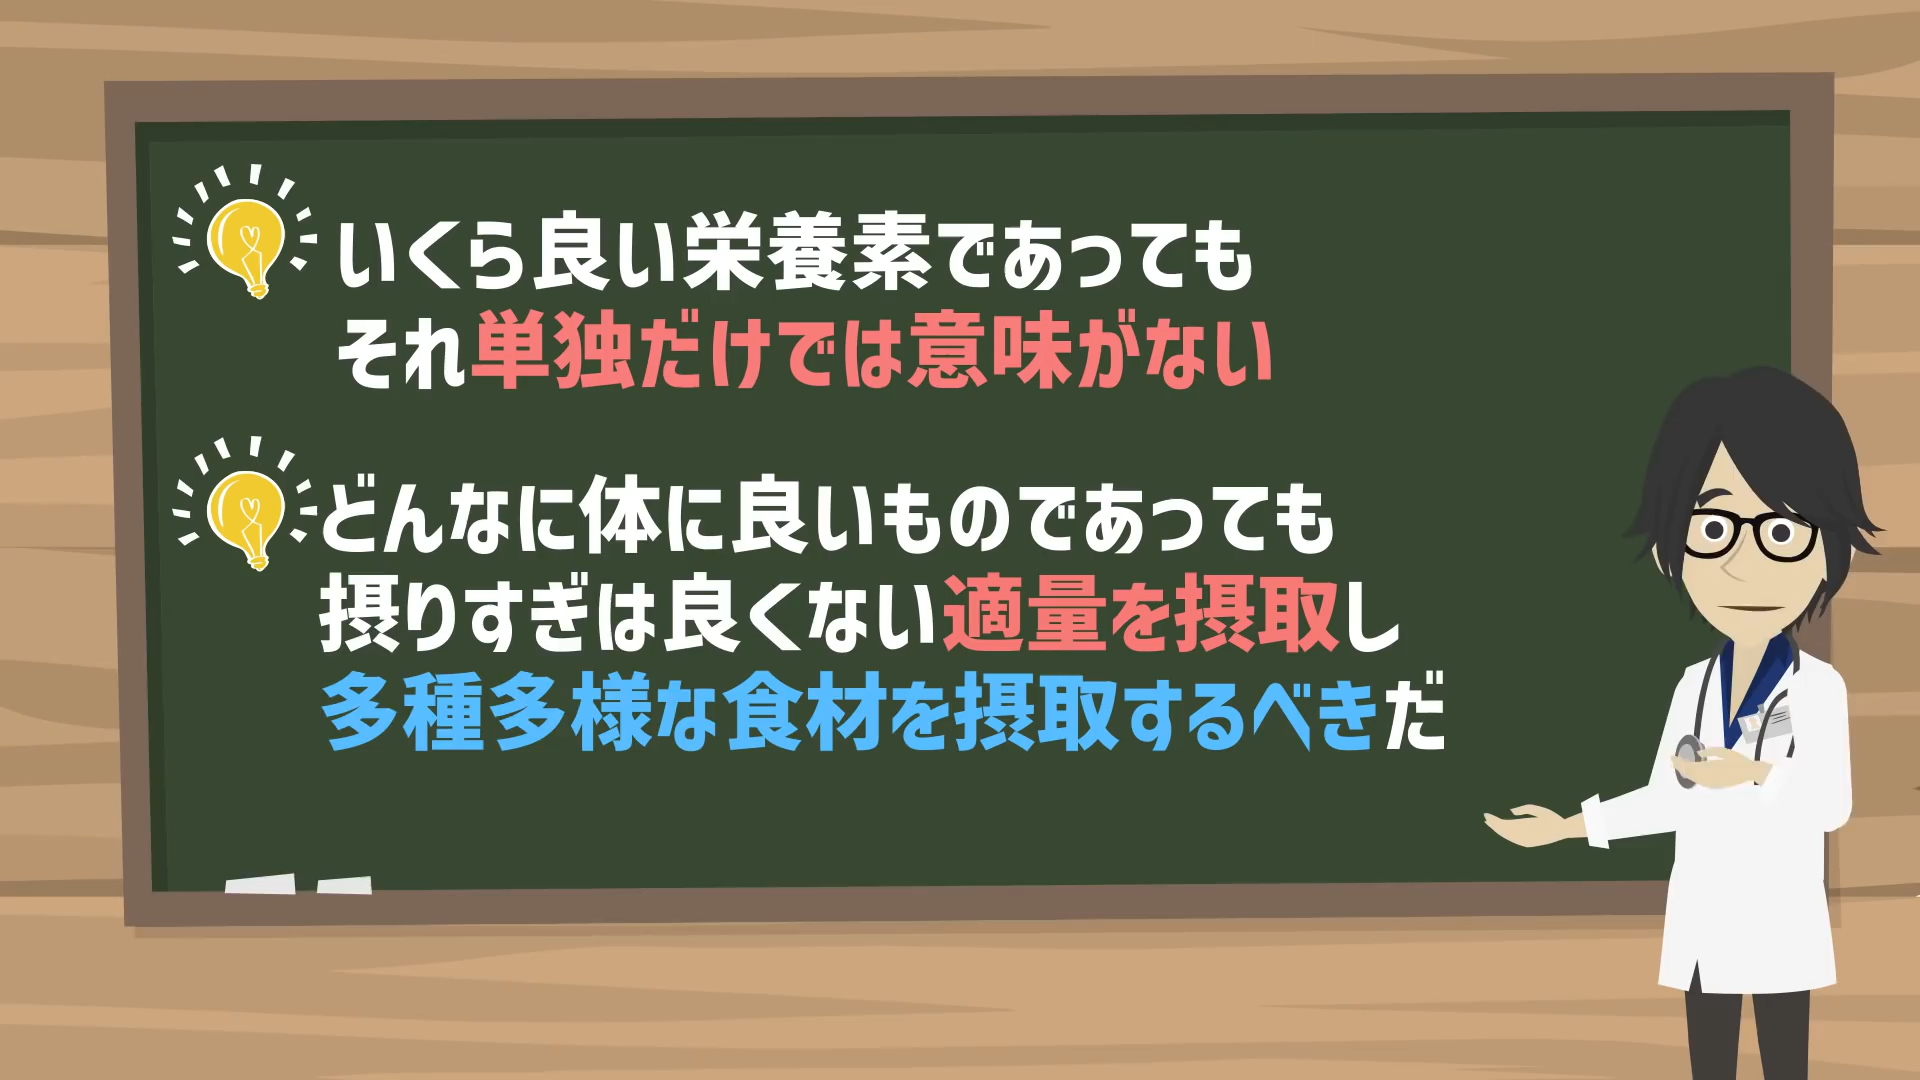 いくら良い栄養素であっても
それ単独だけでは意味がない
どんなに体に良いものであっても
摂りすぎは良くない適量を摂取し
多種多様な食材を摂取するべきだ